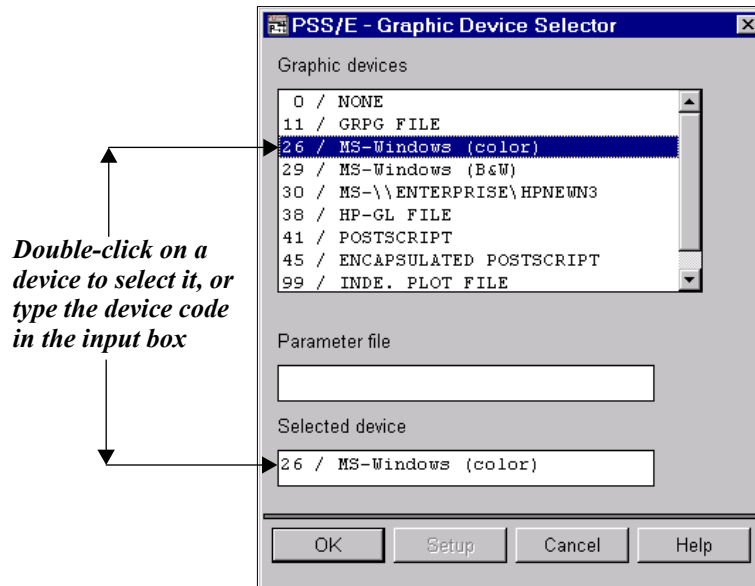 PSS/E - Graphic Device Selector
Graphic devices
0 / NONE
11 / GRPG FILE
26 / MS-Windows (color)
29 / MS-Windows (B&W)
30 / MS-\\ENTERPRISE\HPNEWN3
38 / HP-GL FILE
41 / POSTSCRIPT
45 / ENCAPSULATED POSTSCRIPT
99 / INDE. PLOT FILE
Double-click on a
device to select it, or
type the device code
in the input box
Parameter file
Selected device
26 / MS-Windows (color)
OK
Setup
Cancel
Help